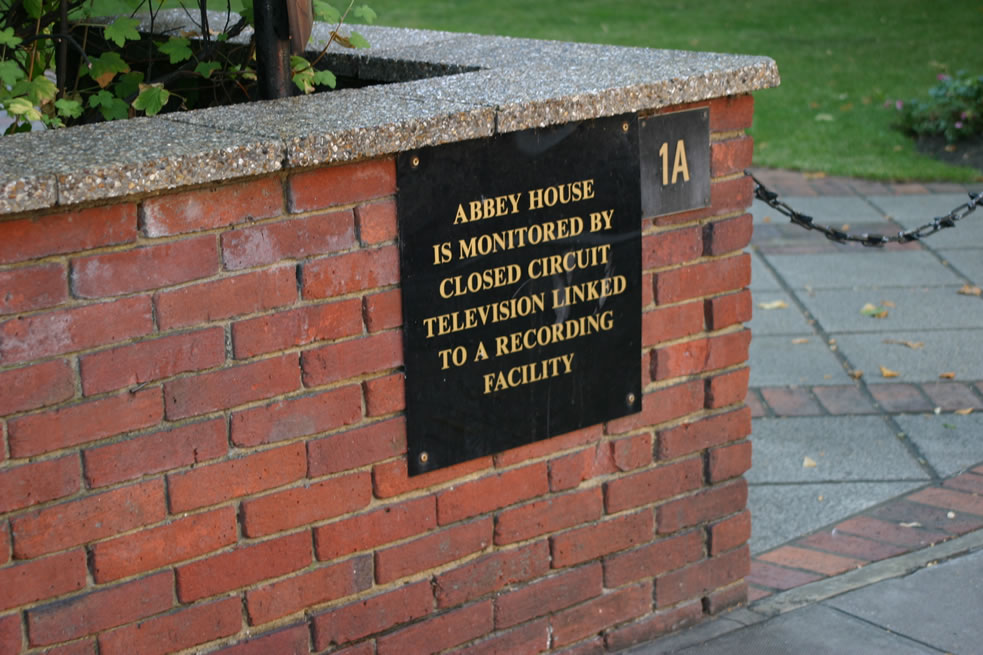 ABBEY HOUSE
IS MONITORED BY
CLOSED CIRCUIT
TELEVISION LINKED
TO A RECORDING
FACILITY
1A